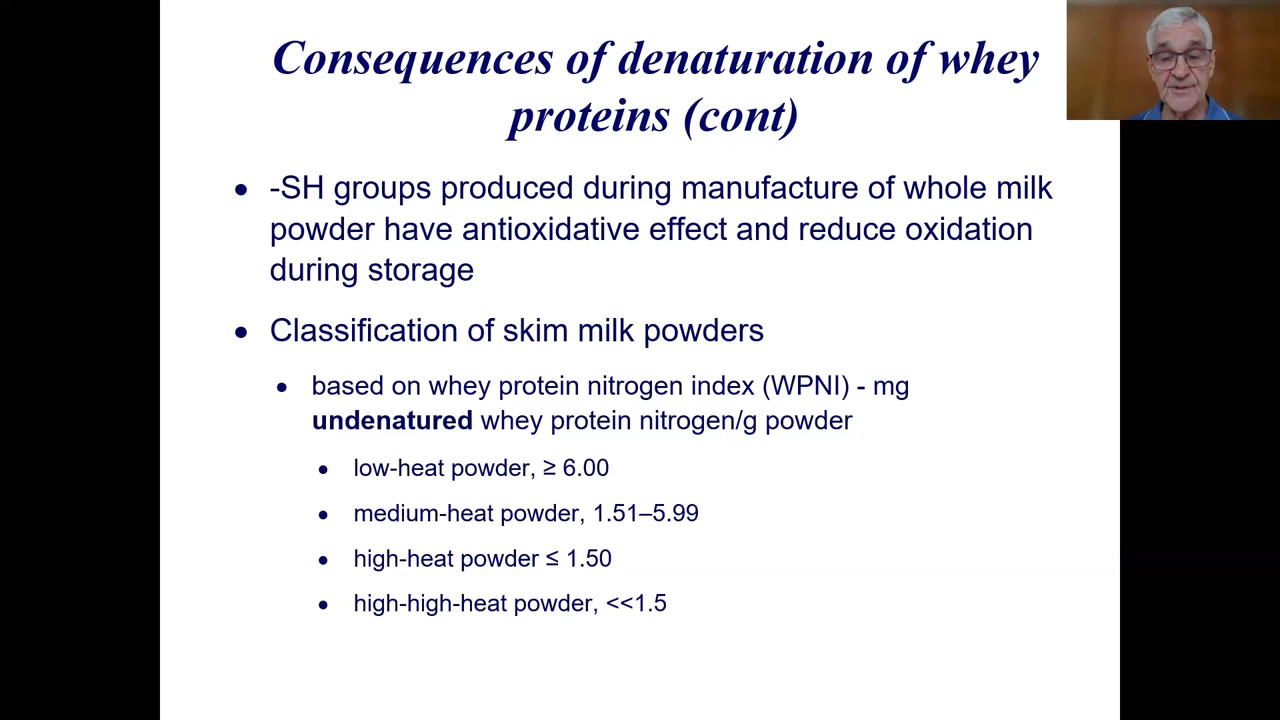 Consequences of denaturation of whey
proteins (cont)
• -SH groups produced during manufacture of whole milk
powder have antioxidative effect and reduce oxidation
during storage
• Classification of skim milk powders
• based on whey protein nitrogen index (WPNI) - mg
undenatured whey protein nitrogen/g powder
• low-heat powder, ≥ 6.00
• medium-heat powder, 1.51–5.99
• high-heat powder ≤ 1.50
• high-high-heat powder, <<1.5